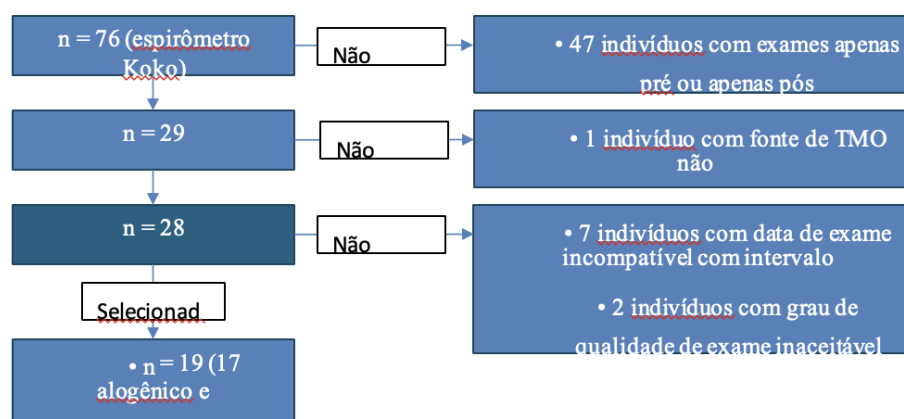 n = 76 (espirômetro
Koko)
Não
• 47 indivíduos com exames apenas
pré ou apenas pós
n = 29
Não
• 1 indivíduo com fonte de TMO
não
n = 28
Não
• 7 indivíduos com data de exame
incompatível com intervalo
• 2 indivíduos com grau de
qualidade de exame inaceitável
Selecionad
• n = 19 (17
alogênico e